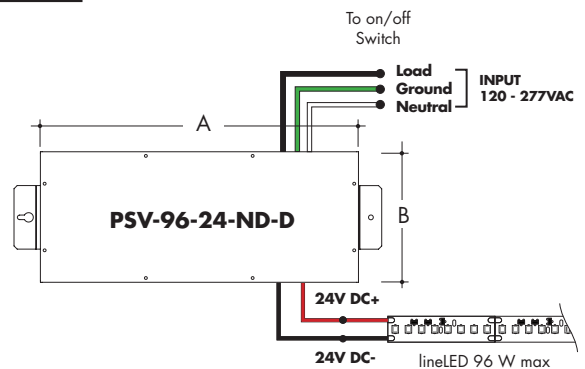 To on/off
Switch
Load
Ground
Neutral
INPUT
120 - 277VAC
A
PSV-96-24-ND-D
B
24V DC+
24V DC-
lineLED 96 W max